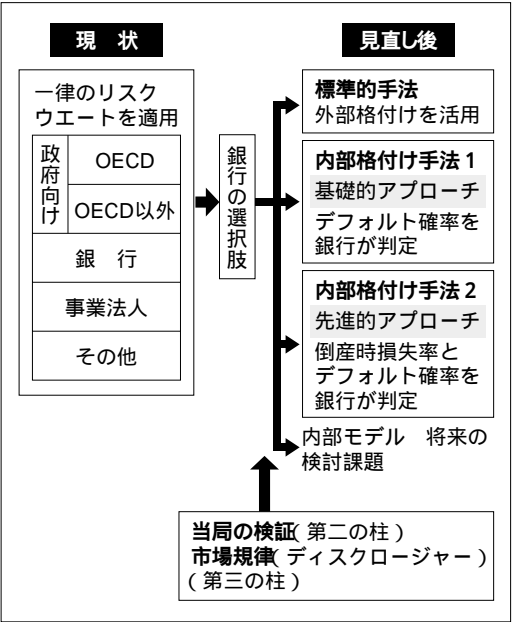 現　状
見直し後
一律のリスク
ウエートを適用
政府向け
OECD
OECD以外
銀　行
事業法人
その他
銀行の選択肢
標準的手法
外部格付けを活用
内部格付け手法1
基礎的アプローチ
デフォルト確率を
銀行が判定
内部格付け手法2
先進的アプローチ
倒産時損失率と
デフォルト確率を
銀行が判定
内部モデル　将来の
検討課題
当局の検証(第二の柱)
市場規律(ディスクロージャー)
(第三の柱)